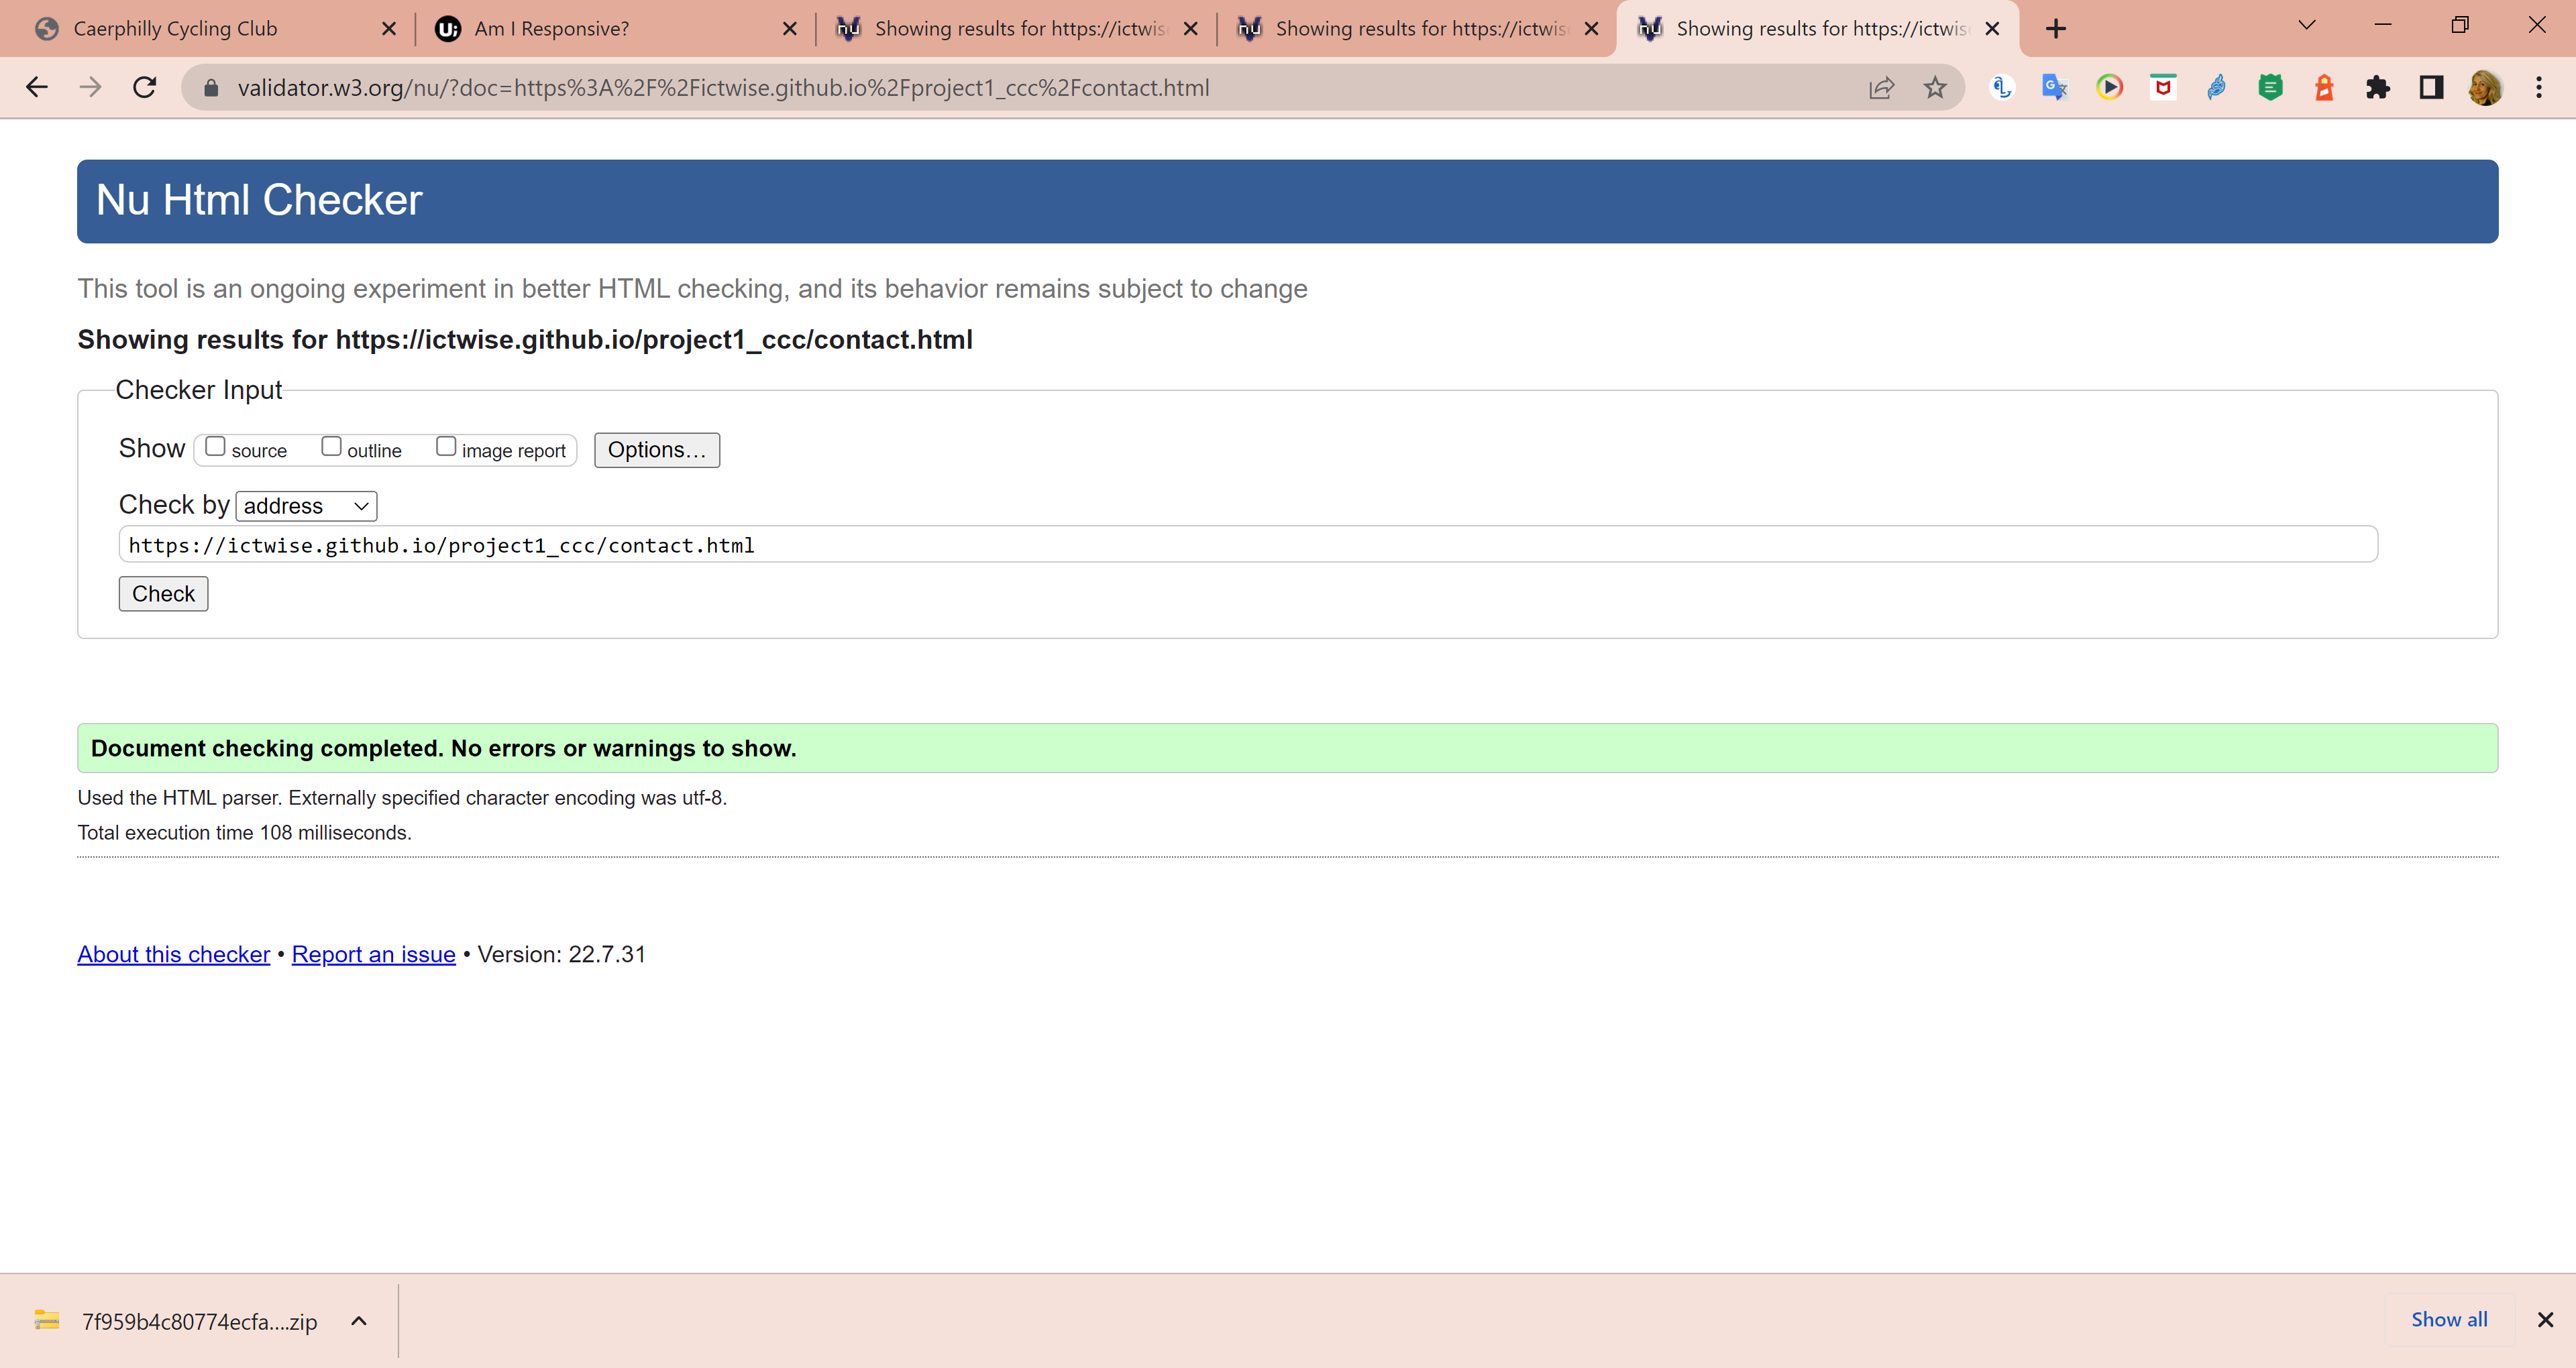 Caerphilly Cycling Club
Am I Responsive?
Showing results for https://ictwis
Showing results for https://ictwis
Showing results for https://ictwis
validator.w3.org/nu/?doc=https%3A%2F%2Fictwise.github.io%2Fproject1_ccc%2Fcontact.html
Nu Html Checker
This tool is an ongoing experiment in better HTML checking, and its behavior remains subject to change
Showing results for https://ictwise.github.io/project1_ccc/contact.html
Checker Input
Show source outline image report Options...
Check by address
https://ictwise.github.io/project1_ccc/contact.html
Check
Document checking completed. No errors or warnings to show.
Used the HTML parser. Externally specified character encoding was utf-8.
Total execution time 108 milliseconds.
About this checker • Report an issue • Version: 22.7.31
7f959b4c80774ecfa....zip
Show all